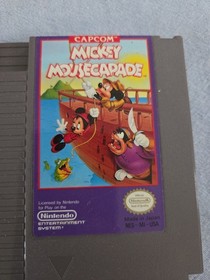 CAPCOM
MICKEY
MOUSECAPADE
Licensed by Nintendo
for Play on the
Nintendo
ENTERTAINMENT
SYSTEM